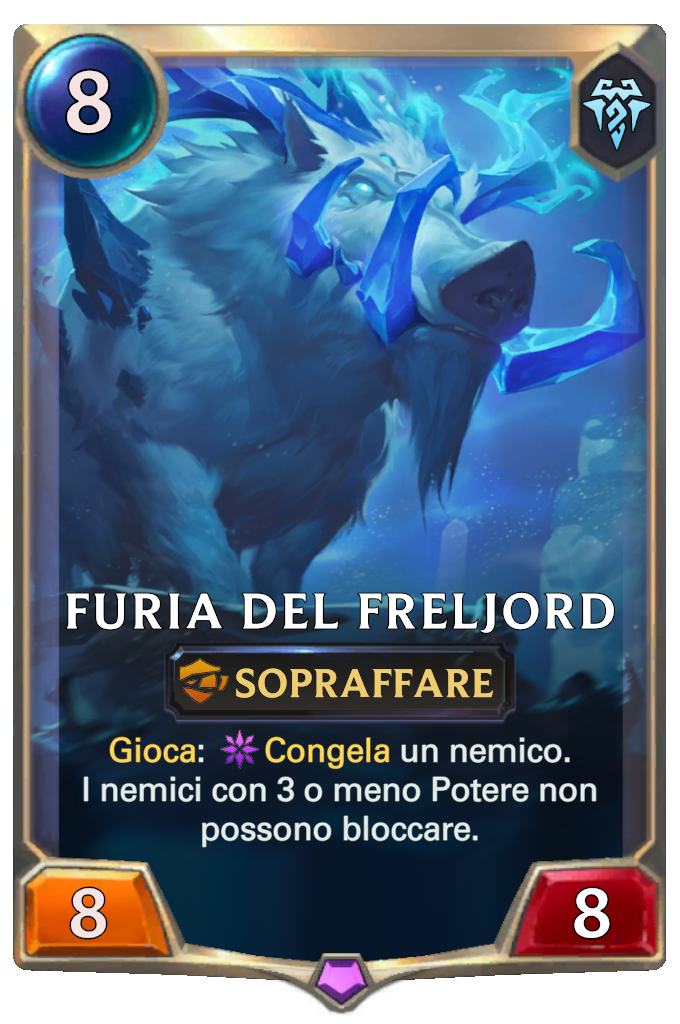 8
FURIA DEL FRELJORD
SOPRAFFARE
Gioca: Congela un nemico.
I nemici con 3 o meno Potere non
possono bloccare.
8 8